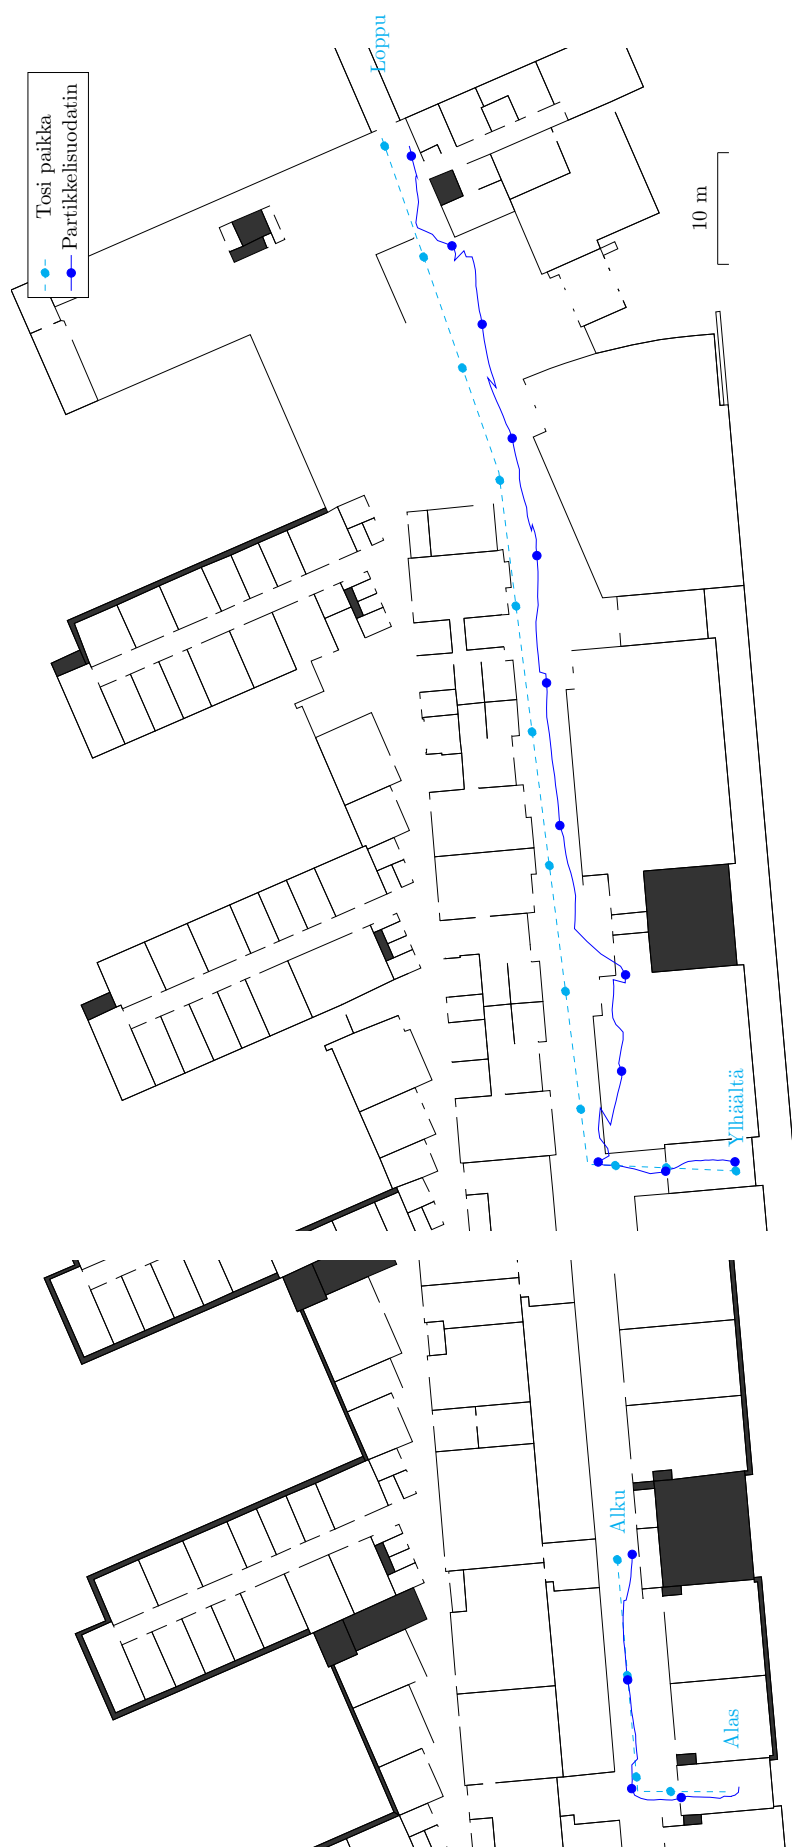 Loppu
Tosi paikka
Partikkelisuodatin
10 m
Ylhäältä
Alku
Alas